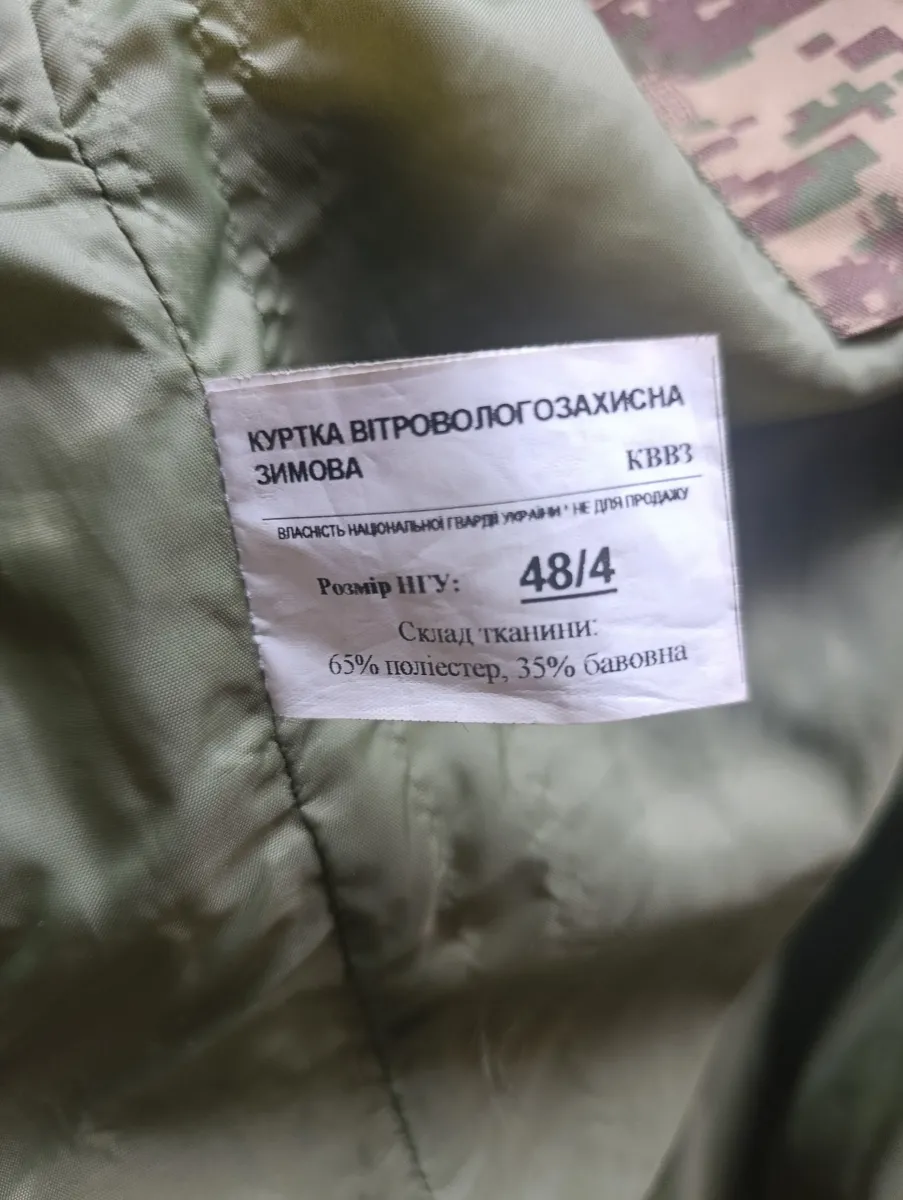 КУРТКА ВІТРОВОЛОГОЗАХИСНА
ЗИМОВА КВВЗ
ВЛАСНІСТЬ НАЦІОНАЛЬНОЇ ГВАРДІЇ УКРАЇНИ * НЕ ДЛЯ ПРОДАЖУ
Розмір НГУ: 48/4
Склад тканини:
65% поліестер, 35% бавовна